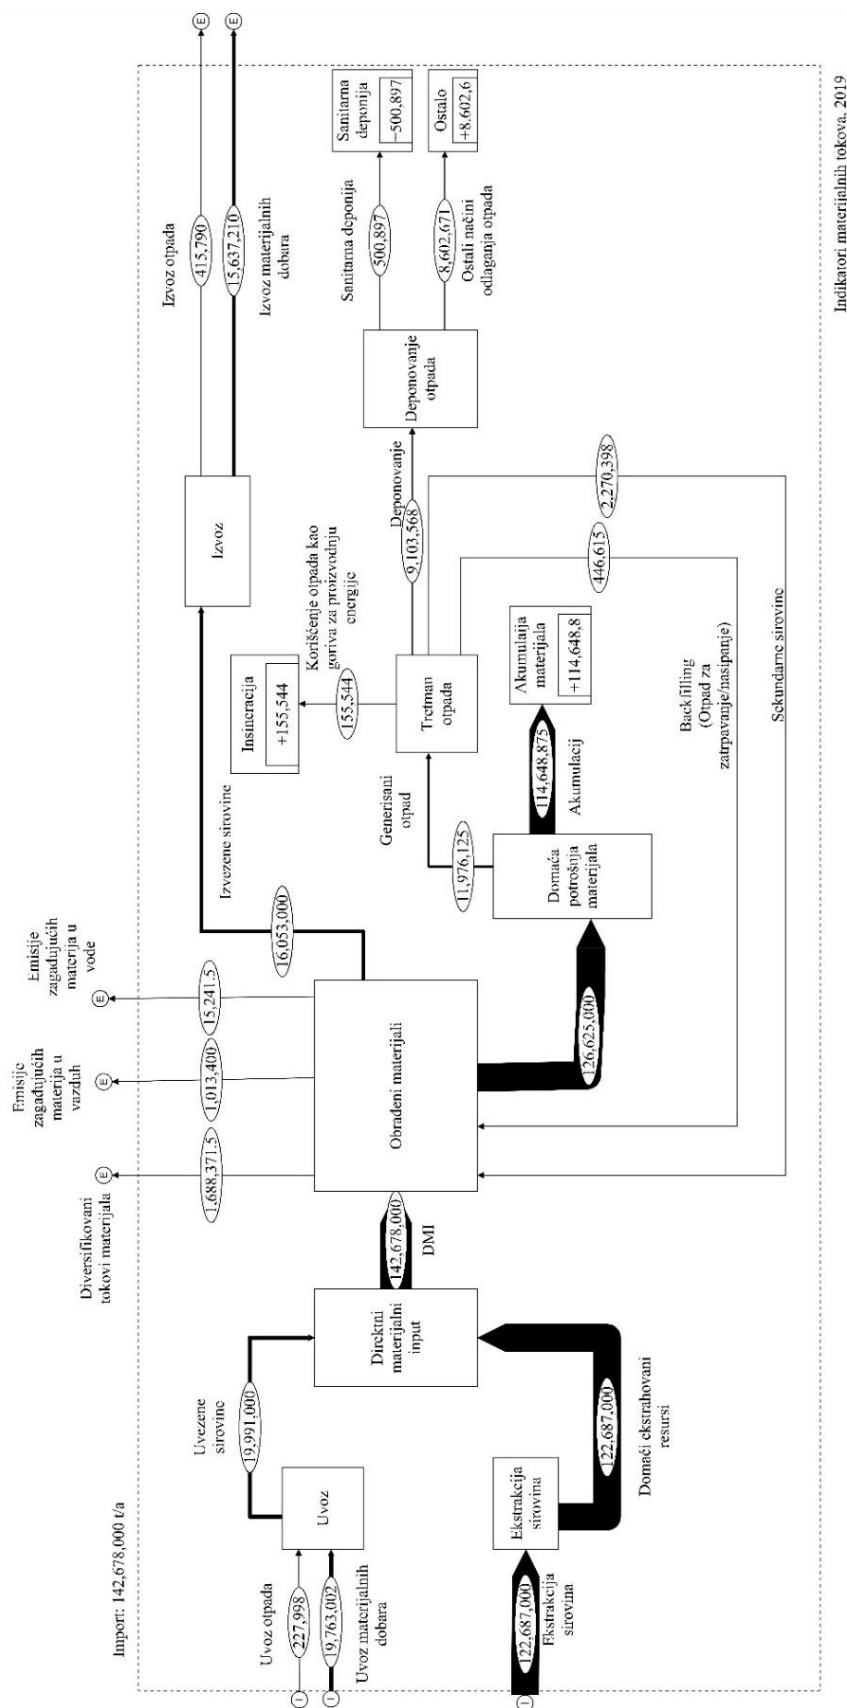 Import: 142,678,000 t/a
Uvoz otpada
227,998
19,763,002
Uvoz materijalnih
dobara
I
I
Uvoz
Uvezene
sirovine
19,991,000
I
122,687,000
Ekstrakcija
sirovina
Ekstrakcija
sirovina
122,687,000
Domaći ekstrahovani
resursi
Direktni
materijalni
input
142,678,000
DMI
Diversifikovani
tokovi materijala
E
1,688,371.5
Emisije
zagađujućih
materija u
vazduh
E
1,013,400
Emisije
zagađujućih
materija u
vode
E
15,241.5
Obrađeni materijali
16,053,000
Izvezene sirovine
126,625,000
Domaća
potrošnja
materijala
11,976,125
Generisani
otpad
114,648,875
Akumulacij
Akumulaija
materijala
+114,648,8
Tretman
otpada
155,544
Korišćenje otpada kao
goriva za proizvodnju
energije
Insineracija
+155,544
Backfilling
(Otpad za
zatrpavanje/nasipanje)
446,615
Sekundarne sirovine
2,270,398
9,103,568
Deponovanje
Deponovanje
otpada
Sanitarna deponija
500,897
8,602,671
Ostali načini
odlaganja otpada
Sanitarna
deponija
−500,897
Ostalo
+8.602,6
Izvoz
Izvoz otpada
415,790
15,637,210
Izvoz materijalnih
dobara
E
E
Indikatori materijalnih tokova, 2019